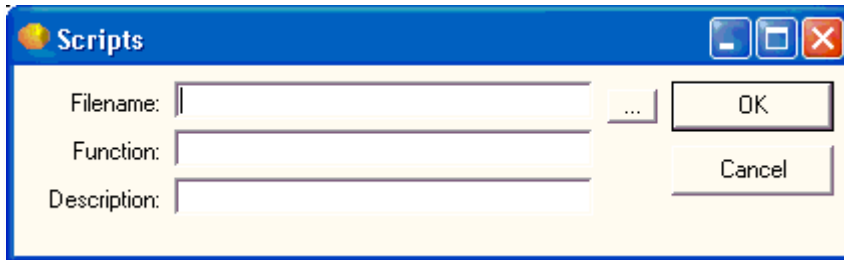 Scripts
Filename:
...
OK
Function:
Cancel
Description: